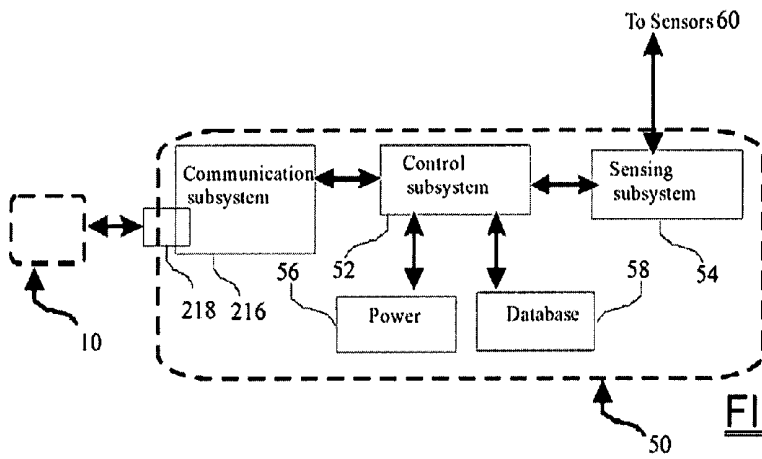 To Sensors 60
Communication
subsystem
Control
subsystem
Sensing
subsystem
56
52
58
54
218
216
10
Power
Database
50
FI